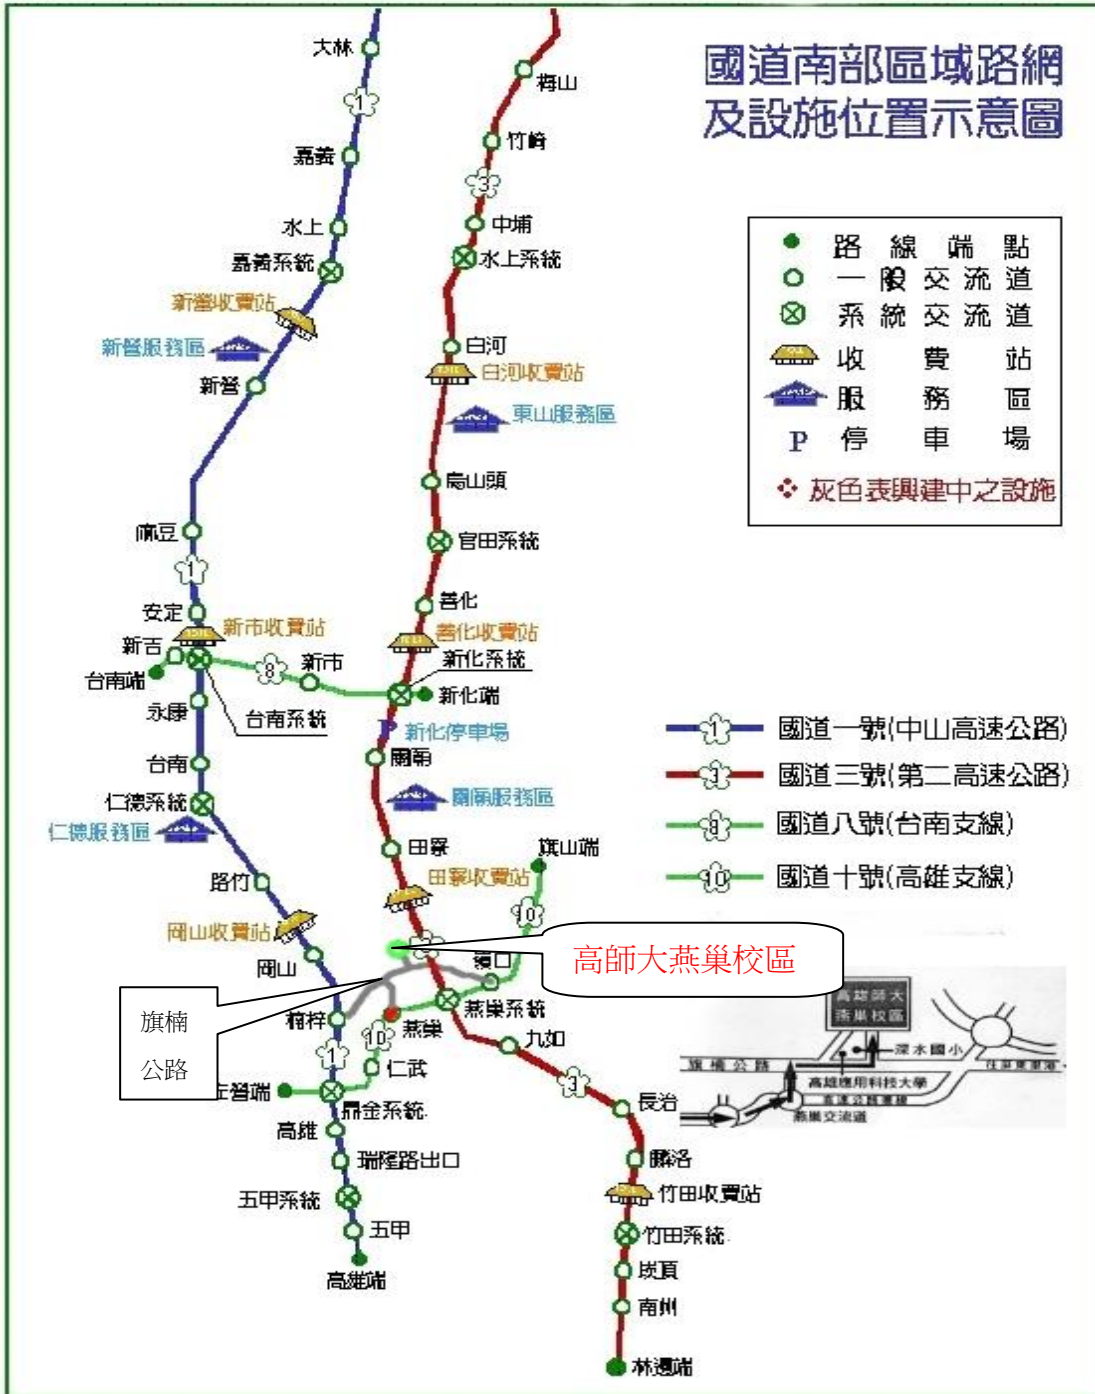 國道南部區域路網
及設施位置示意圖
路線端點
一般交流道
系統交流道
收費站
服務區
P 停車場
灰色表興建中之設施
大林
1
嘉義
水上
嘉義系統
新營收費站
新營服務區
新營
麻豆
1
安定
新市收費站
新吉
台南端
8
新市
永康
台南系統
台南
仁德系統
仁德服務區
路竹
岡山收費站
岡山
楠梓
1
左營端
鼎金系統
高雄
瑞隆路出口
五甲系統
五甲
高雄端
梅山
竹崎
3
中埔
水上系統
白河
白河收費站
東山服務區
烏山頭
官田系統
善化
善化收費站
新化系統
新化端
P 新化停車場
關廟
關廟服務區
田寮
田寮收費站
旗山端
10
嶺口
燕巢系統
燕巢
10
仁武
九如
3
長治
麟洛
竹田收費站
竹田系統
崁頂
南州
林邊端
高師大燕巢校區
旗楠
公路
1 國道一號(中山高速公路)
3 國道三號(第二高速公路)
8 國道八號(台南支線)
10 國道十號(高雄支線)
高雄師大
燕巢校區
深水國小
旗楠公路
高雄應用科技大學
燕巢交流道